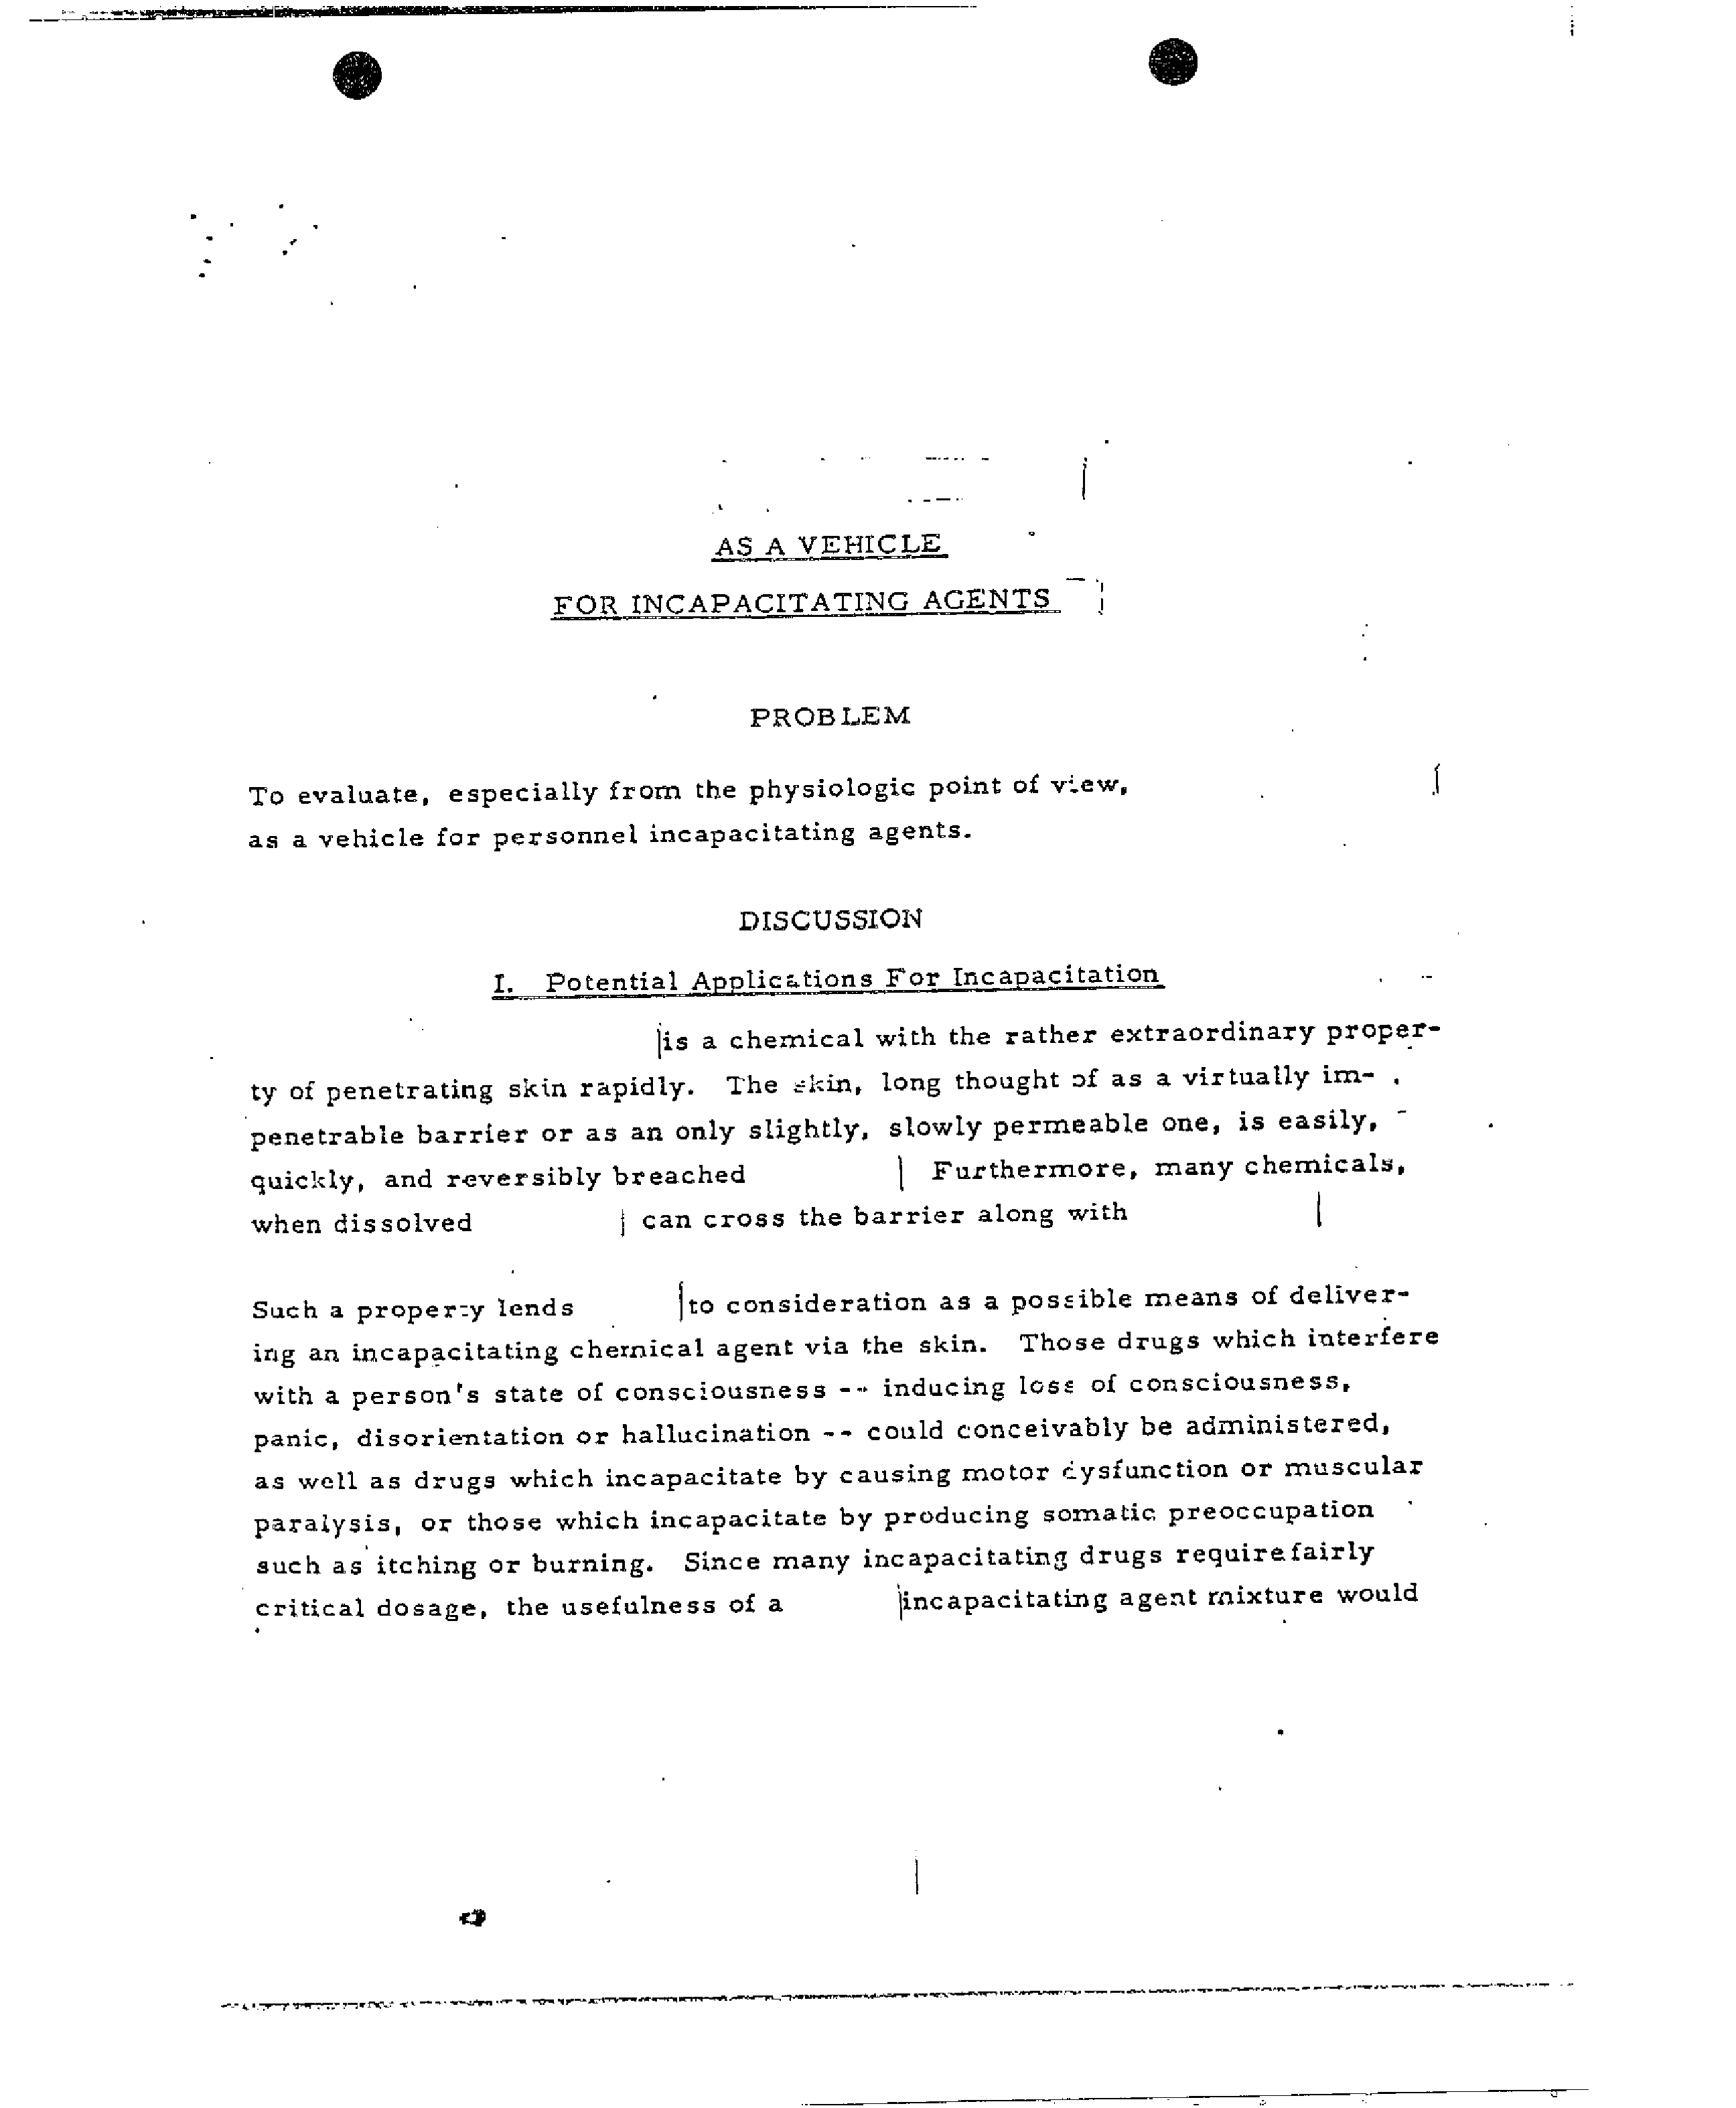 AS A VEHICLE
FOR INCAPACITATING AGENTS
PROBLEM
To evaluate, especially from the physiologic point of view,
as a vehicle for personnel incapacitating agents.
DISCUSSION
I. Potential Applications For Incapacitation
is a chemical with the rather extraordinary proper-
ty of penetrating skin rapidly. The skin, long thought of as a virtually im-
penetrable barrier or as an only slightly, slowly permeable one, is easily,
quickly, and reversibly breached Furthermore, many chemicals,
when dissolved can cross the barrier along with
Such a property lends to consideration as a possible means of deliver-
ing an incapacitating chemical agent via the skin. Those drugs which interfere
with a person's state of consciousness -- inducing loss of consciousness,
panic, disorientation or hallucination -- could conceivably be administered,
as well as drugs which incapacitate by causing motor dysfunction or muscular
paralysis, or those which incapacitate by producing somatic preoccupation
such as itching or burning. Since many incapacitating drugs require fairly
critical dosage, the usefulness of a incapacitating agent mixture would